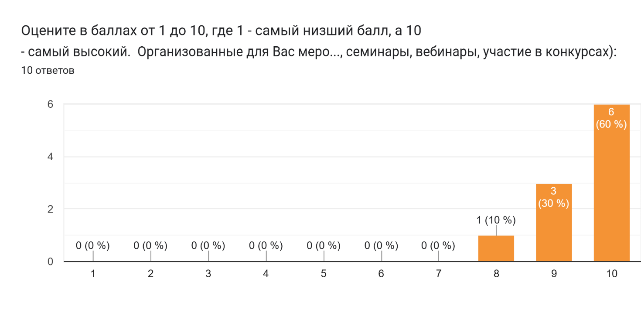 Оцените в баллах от 1 до 10, где 1 - самый низший балл, а 10
- самый высокий.  Организованные для Вас меро..., семинары, вебинары, участие в конкурсах):
10 ответов
6
4
2
0
0 (0 %) 0 (0 %) 0 (0 %) 0 (0 %) 0 (0 %) 0 (0 %) 0 (0 %)
1 (10 %)
3
(30 %)
6
(60 %)
1 2 3 4 5 6 7 8 9 10